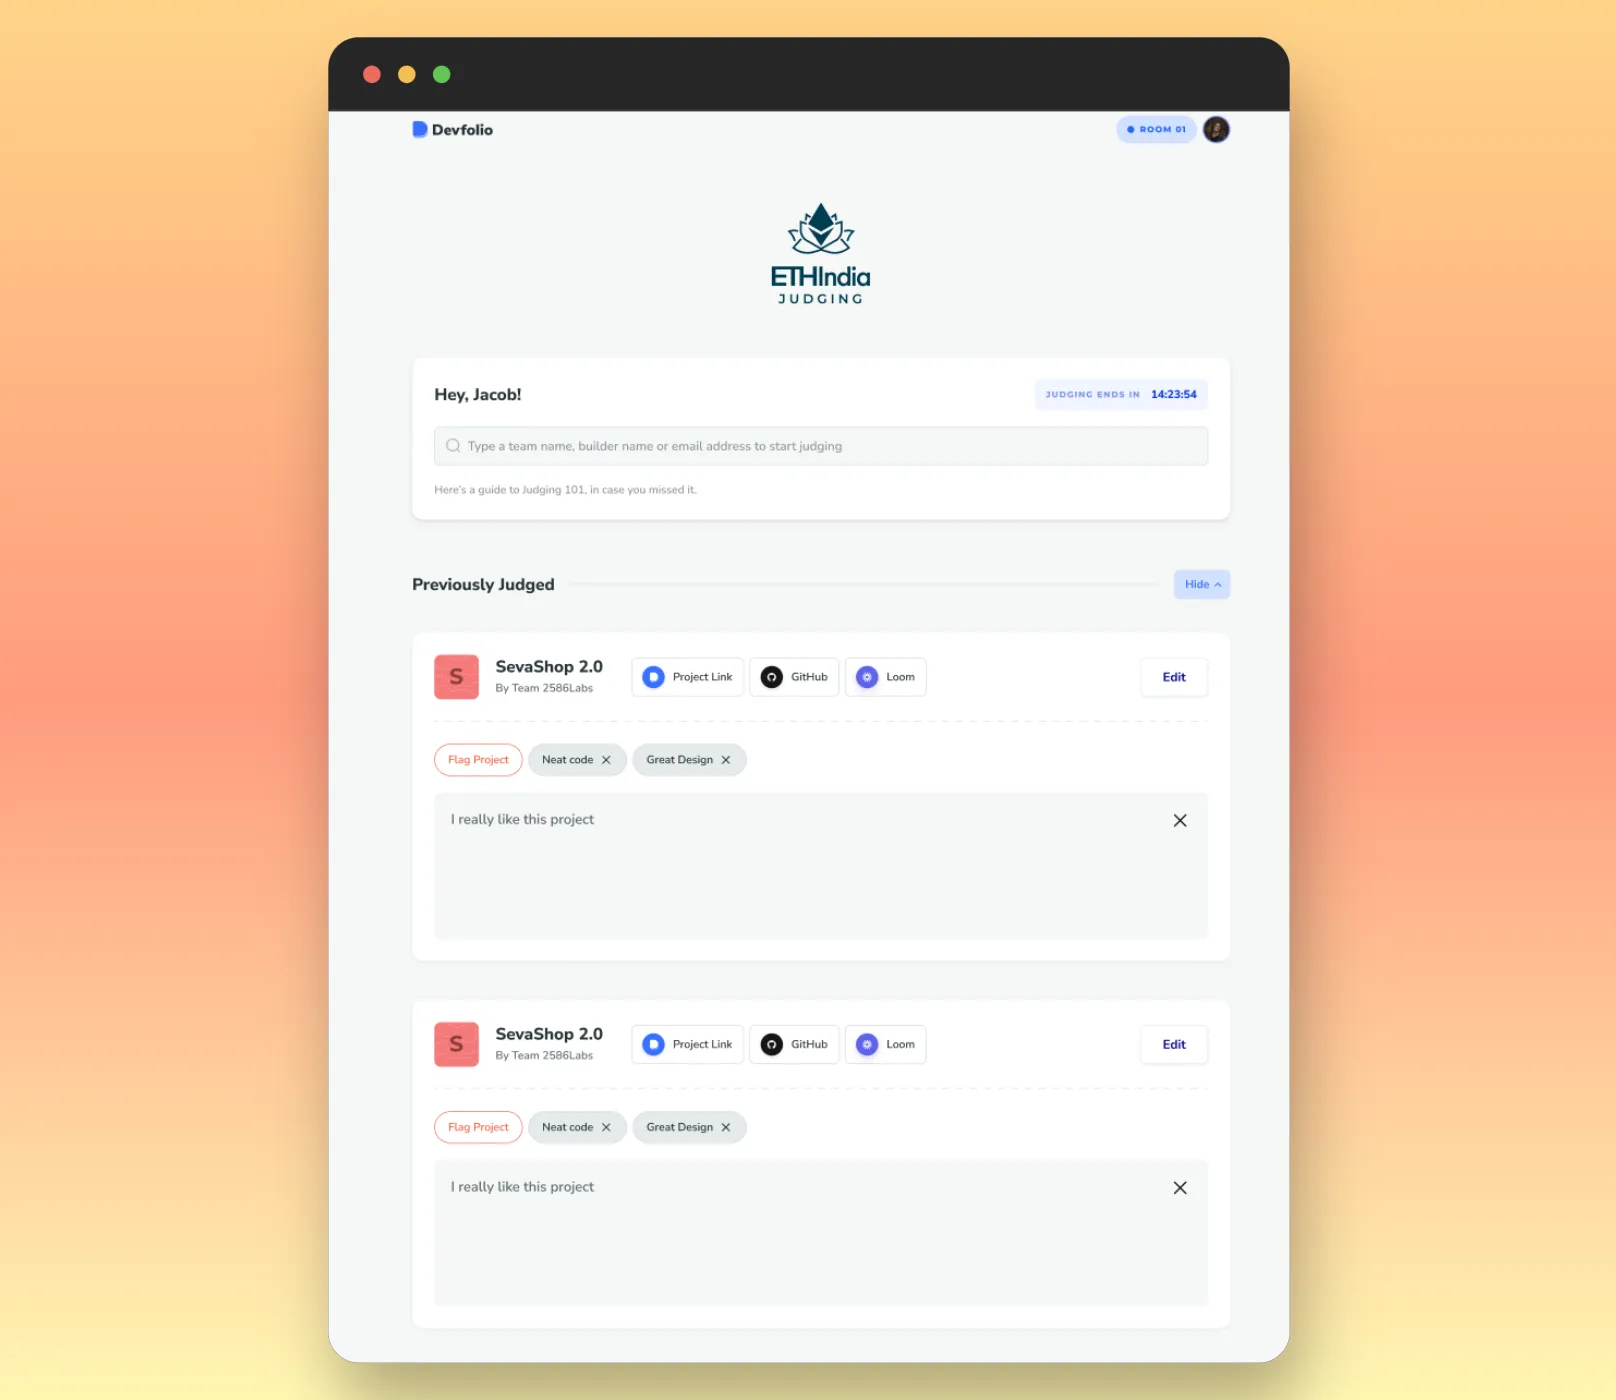 Devfolio
ROOM 01
ETHIndia
JUDGING
Hey, Jacob!
JUDGING ENDS IN 14:23:54
Type a team name, builder name or email address to start judging
Here's a guide to Judging 101, in case you missed it.
Previously Judged
Hide
S
SevaShop 2.0
By Team 2586Labs
Project Link
GitHub
Loom
Edit
Flag Project
Neat code
Great Design
I really like this project
S
SevaShop 2.0
By Team 2586Labs
Project Link
GitHub
Loom
Edit
Flag Project
Neat code
Great Design
I really like this project